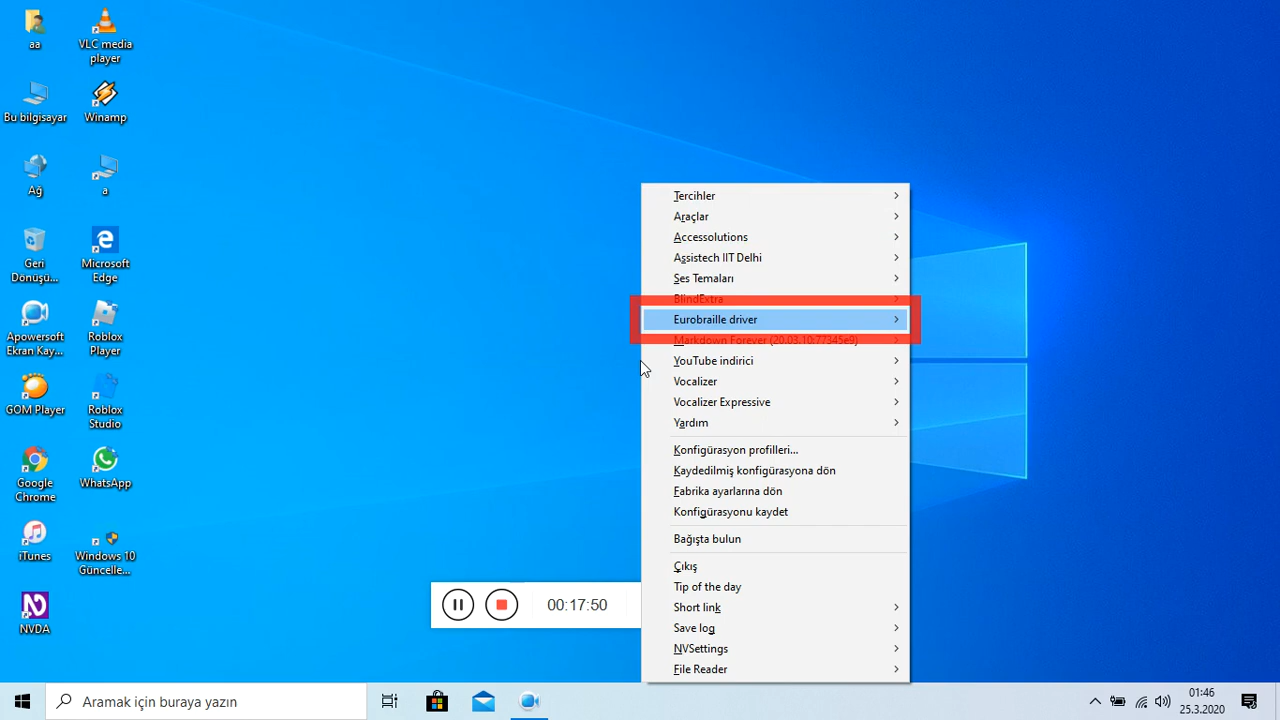 aa
VLC media
player
Bu bilgisayar
Winamp
Ağ
a
Geri
Dönüşü...
Microsoft
Edge
Apowersoft
Ekran Kay...
Roblox
Player
GOM Player
Roblox
Studio
Google
Chrome
WhatsApp
iTunes
Windows 10
Güncelle...
NVDA
Tercihler
Araçlar
Accessolutions
Assistech IIT Delhi
Ses Temaları
BlindExtra
Eurobraille driver
Markdown Forever (20.03.10:77345e9)
YouTube indirici
Vocalizer
Vocalizer Expressive
Yardım
Konfigürasyon profilleri...
Kaydedilmiş konfigürasyona dön
Fabrika ayarlarına dön
Konfigürasyonu kaydet
Bağışta bulun
Çıkış
Tip of the day
Short link
Save log
NVSettings
File Reader
00:17:50
Aramak için buraya yazın
01:46
25.3.2020